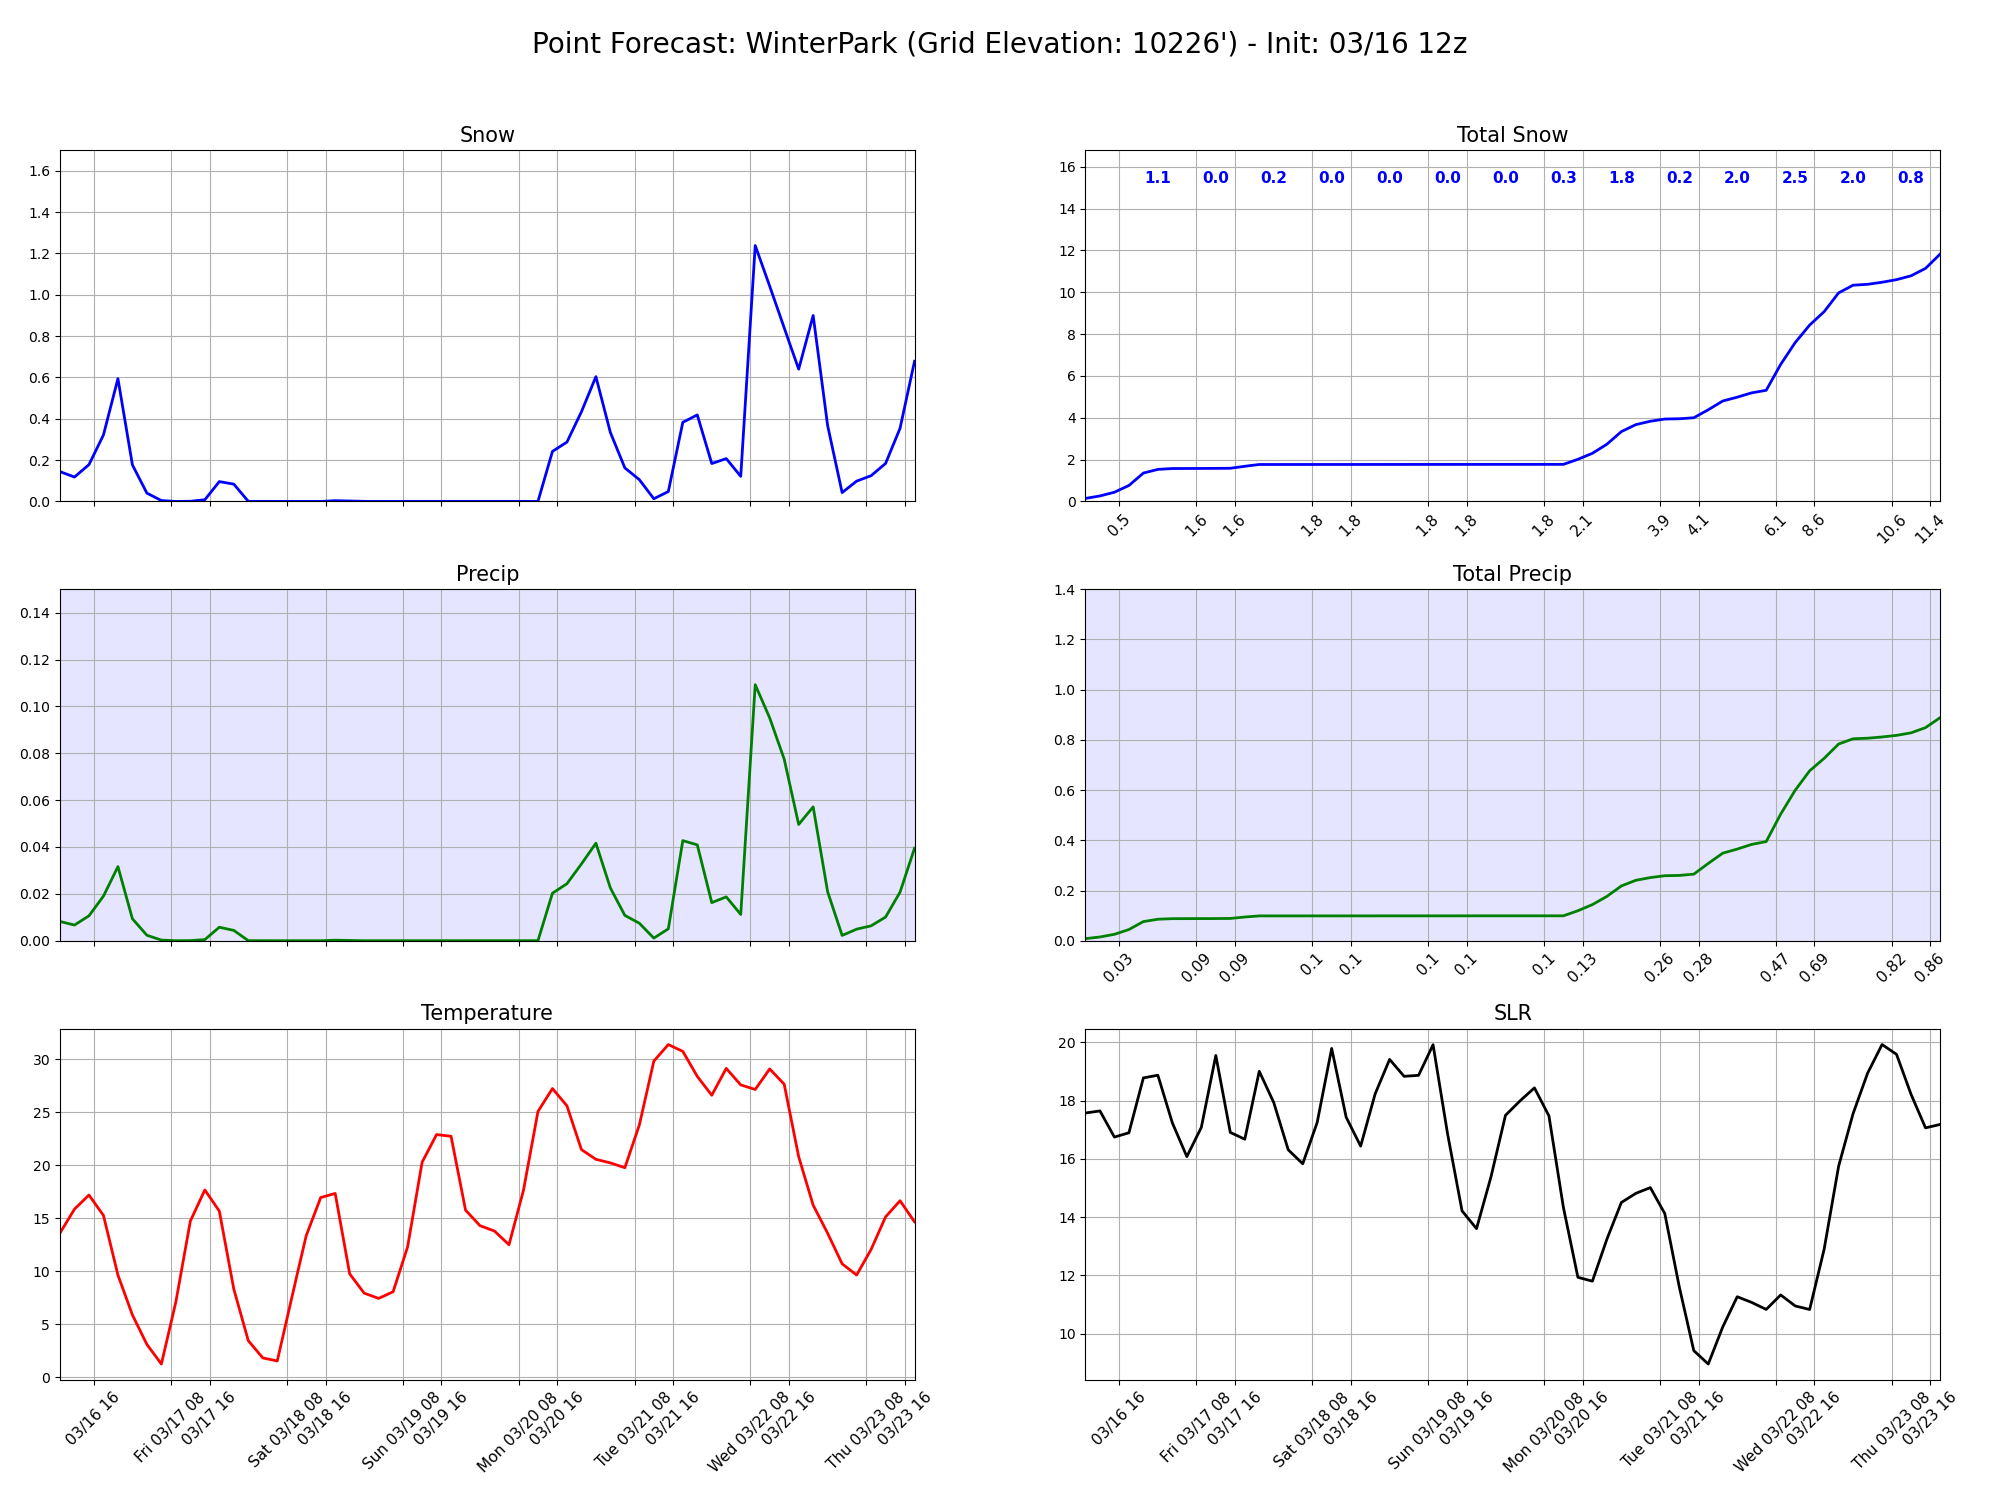 Point Forecast: WinterPark (Grid Elevation: 10226') - Init: 03/16 12z
Snow
1.6
1.4
1.2
1.0
0.8
0.6
0.4
0.2
0.0
Total Snow
16
14
12
10
8
6
4
2
0
1.1 0.0 0.2 0.0 0.0 0.0 0.0 0.3 1.8 0.2 2.0 2.5 2.0 0.8
0.5 1.6 1.6 1.8 1.8 1.8 1.8 1.8 2.1 3.9 4.1 6.1 8.6 10.6 11.4
Precip
0.14
0.12
0.10
0.08
0.06
0.04
0.02
0.00
Total Precip
1.4
1.2
1.0
0.8
0.6
0.4
0.2
0.0
0.03 0.09 0.09 0.1 0.1 0.1 0.1 0.1 0.13 0.26 0.28 0.47 0.69 0.82 0.86
Temperature
30
25
20
15
10
5
0
03/16 16
Fri 03/17 08
03/17 16
Sat 03/18 08
03/18 16
Sun 03/19 08
03/19 16
Mon 03/20 08
03/20 16
Tue 03/21 08
03/21 16
Wed 03/22 08
03/22 16
Thu 03/23 08
03/23 16
SLR
20
18
16
14
12
10
03/16 16
Fri 03/17 08
03/17 16
Sat 03/18 08
03/18 16
Sun 03/19 08
03/19 16
Mon 03/20 08
03/20 16
Tue 03/21 08
03/21 16
Wed 03/22 08
03/22 16
Thu 03/23 08
03/23 16